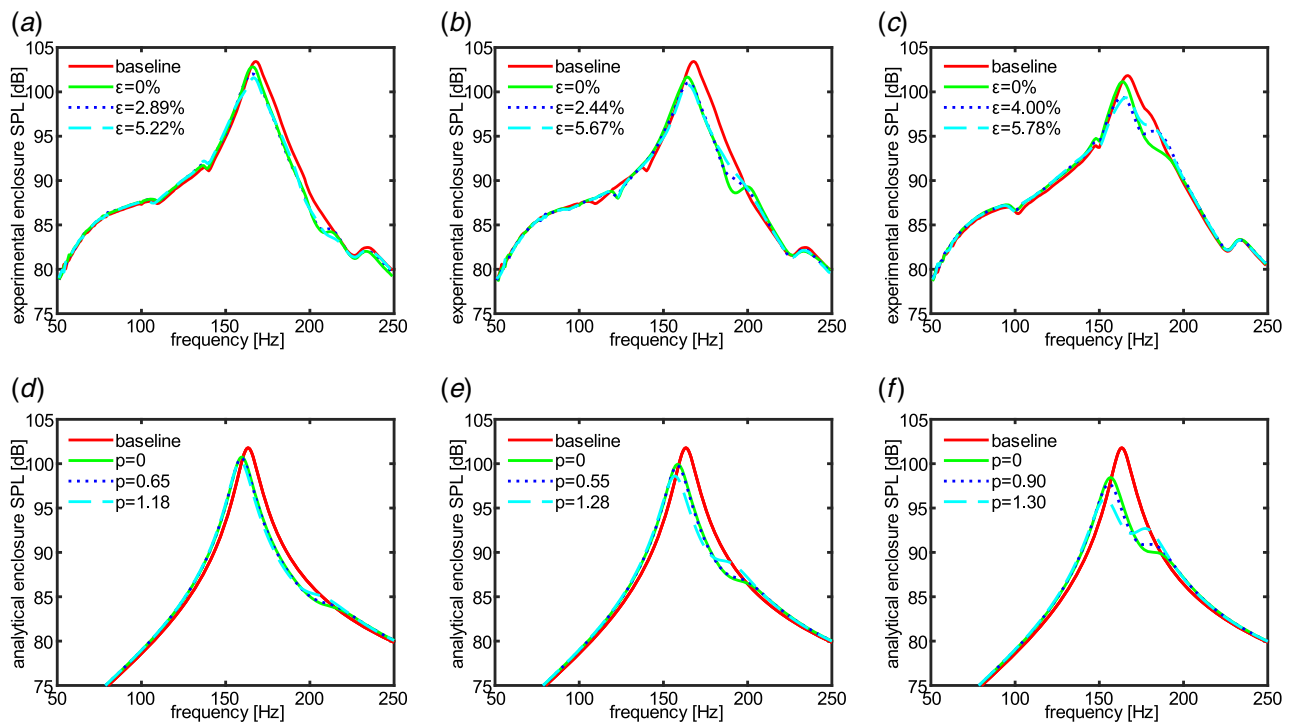 (a)
experimental enclosure SPL [dB]
105
100
95
90
85
80
75
baseline
ε=0%
ε=2.89%
ε=5.22%
50
100
150
200
250
frequency [Hz]
(b)
experimental enclosure SPL [dB]
105
100
95
90
85
80
75
baseline
ε=0%
ε=2.44%
ε=5.67%
50
100
150
200
250
frequency [Hz]
(c)
experimental enclosure SPL [dB]
105
100
95
90
85
80
75
baseline
ε=0%
ε=4.00%
ε=5.78%
50
100
150
200
250
frequency [Hz]
(d)
analytical enclosure SPL [dB]
105
100
95
90
85
80
75
baseline
p=0
p=0.65
p=1.18
50
100
150
200
250
frequency [Hz]
(e)
analytical enclosure SPL [dB]
105
100
95
90
85
80
75
baseline
p=0
p=0.55
p=1.28
50
100
150
200
250
frequency [Hz]
(f)
analytical enclosure SPL [dB]
105
100
95
90
85
80
75
baseline
p=0
p=0.90
p=1.30
50
100
150
200
250
frequency [Hz]